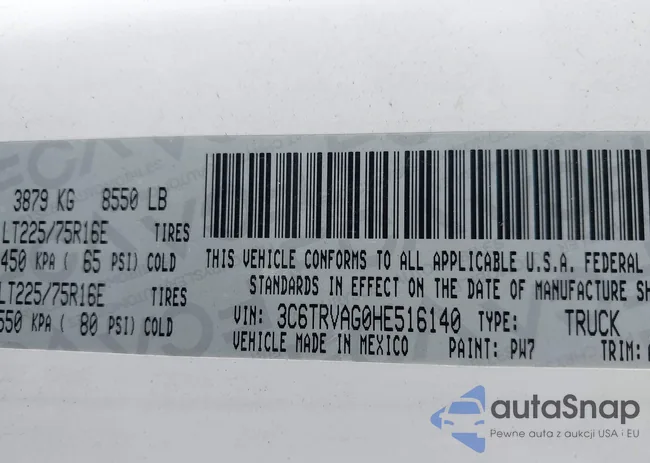 3879 KG 8550 LB
LT225/75R16E TIRES
450 KPA ( 65 PSI) COLD
LT225/75R16E TIRES
550 KPA ( 80 PSI) COLD
THIS VEHICLE CONFORMS TO ALL APPLICABLE U.S.A. FEDERAL
STANDARDS IN EFFECT ON THE DATE OF MANUFACTURE SH
VIN: 3C6TRVAG0HE516140 TYPE: TRUCK
VEHICLE MADE IN MEXICO PAINT: PW7 TRIM:
autaSnap
Pewne auta z aukcji USA i EU